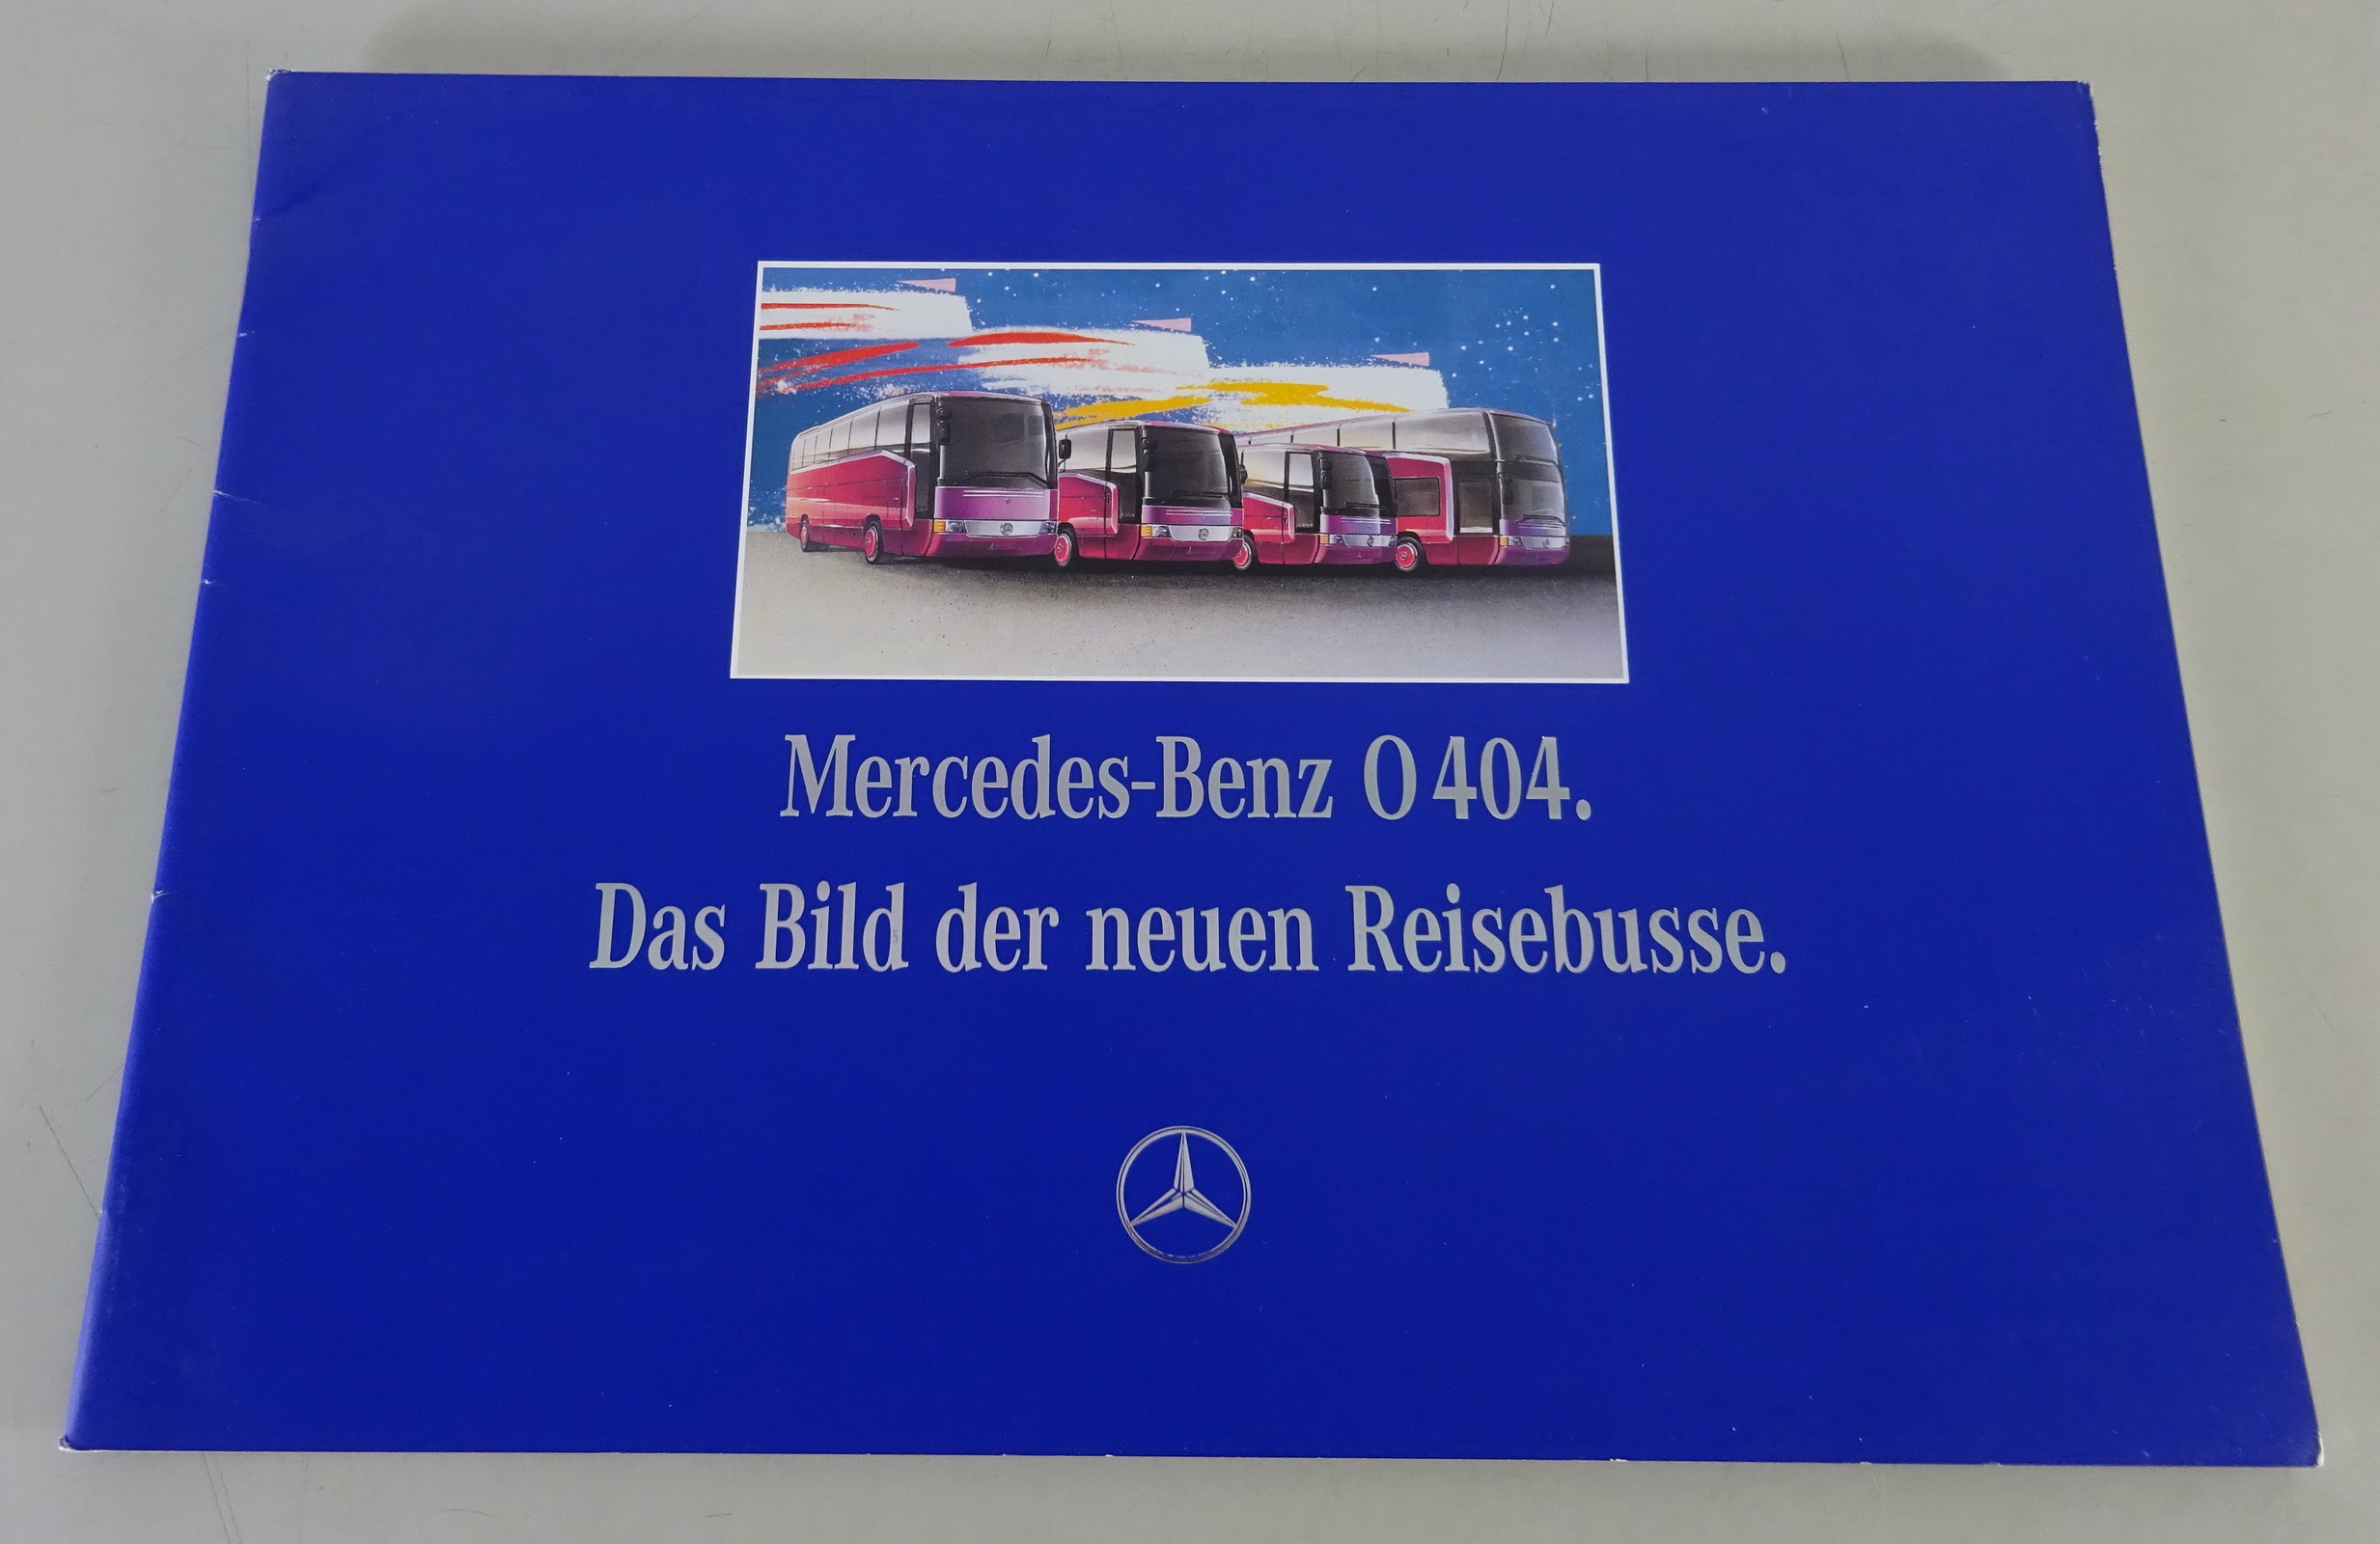 Mercedes-Benz O 404.
Das Bild der neuen Reisebusse.